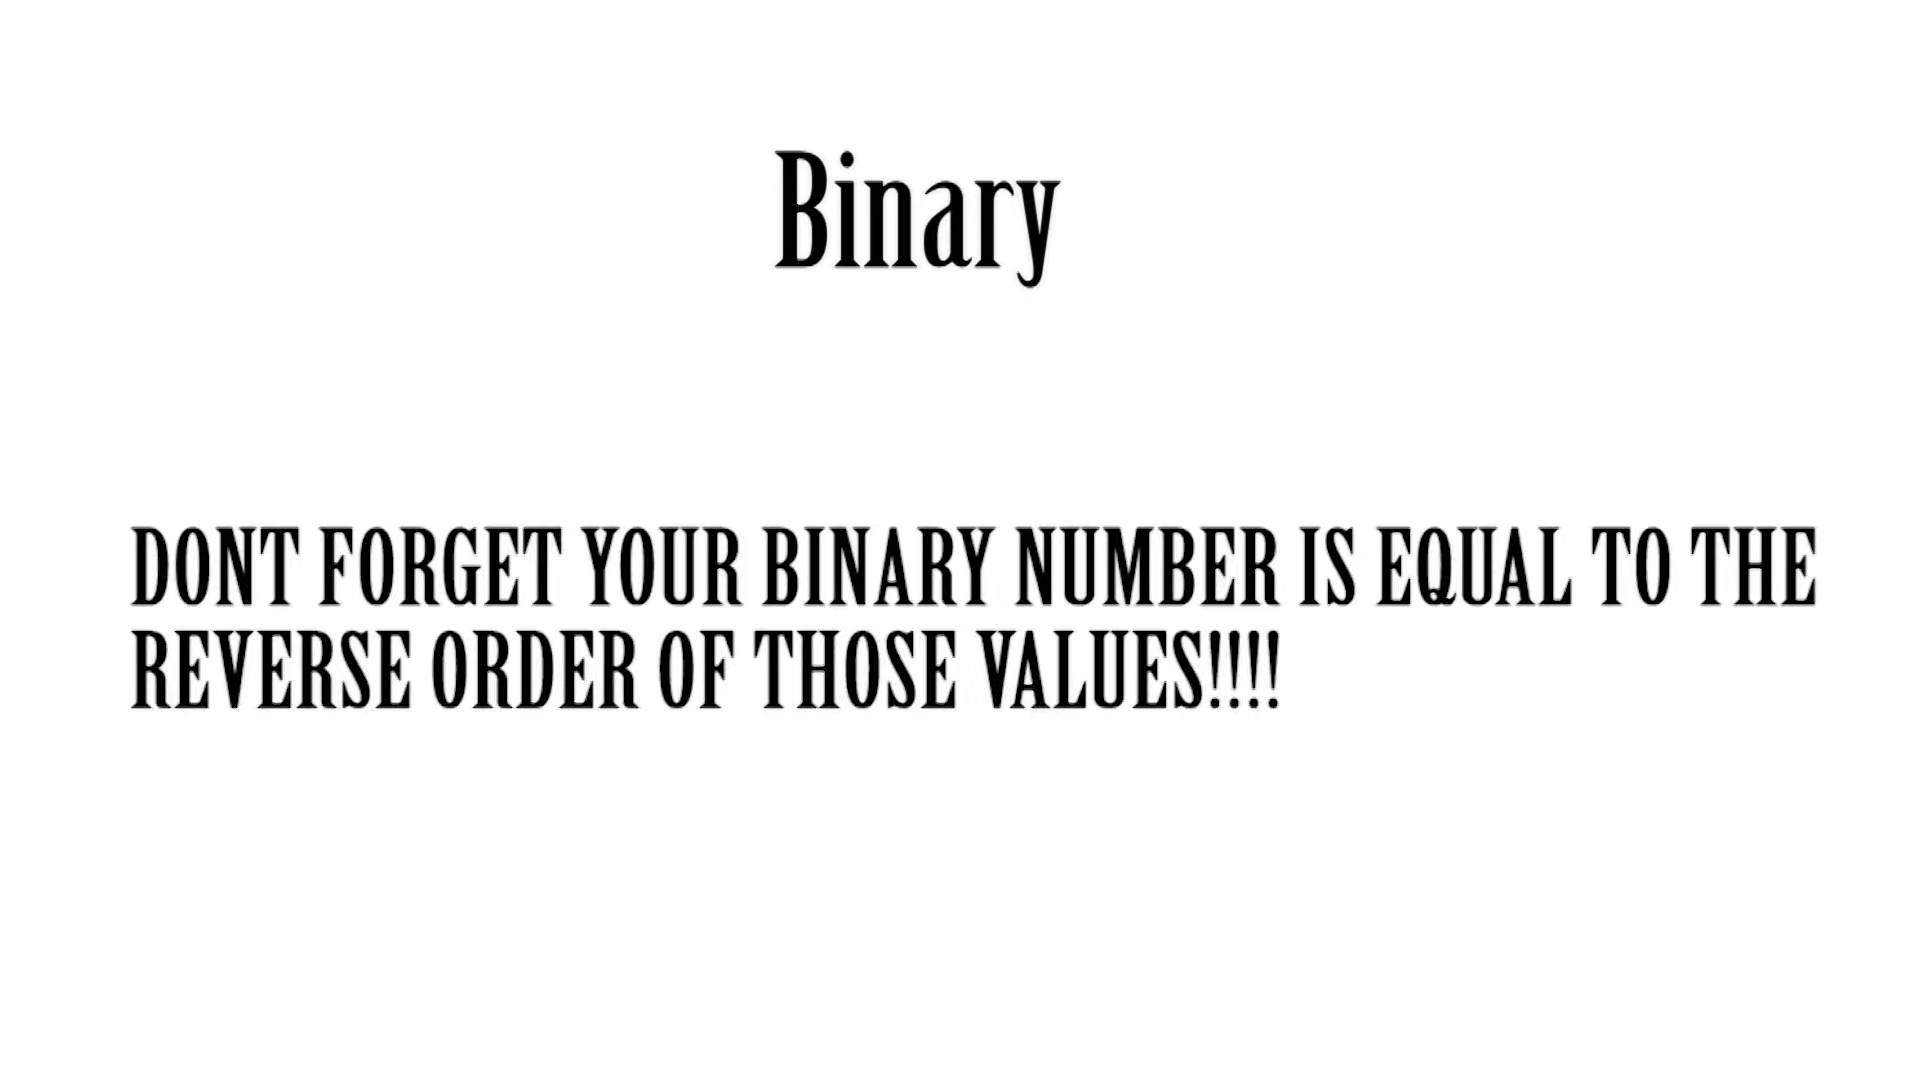 Binary
DONT FORGET YOUR BINARY NUMBER IS EQUAL TO THE
REVERSE ORDER OF THOSE VALUES!!!!